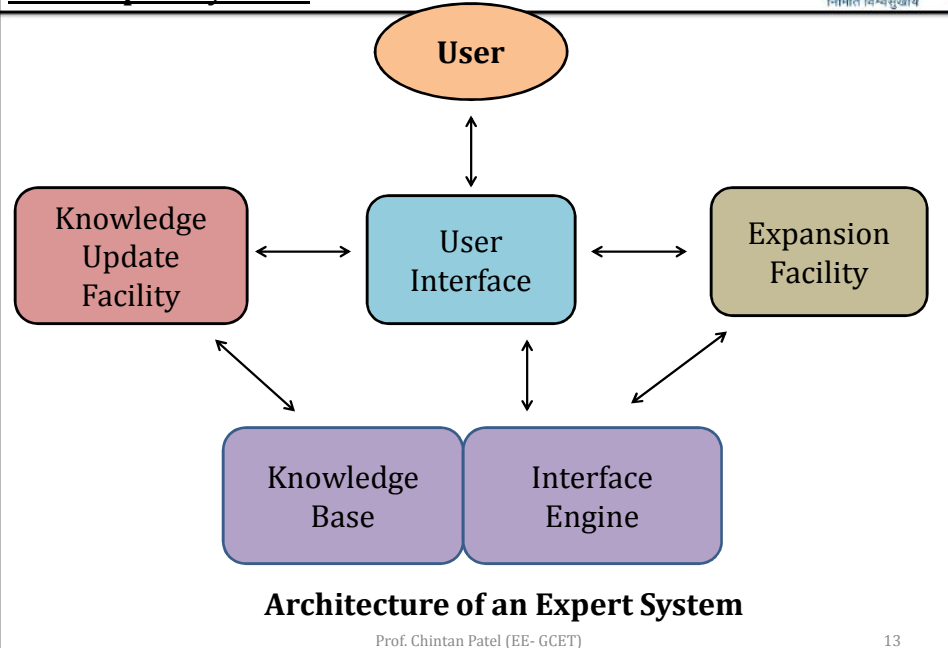 User
Knowledge
Update
Facility
User
Interface
Expansion
Facility
Knowledge
Base
Interface
Engine
Architecture of an Expert System
Prof. Chintan Patel (EE- GCET)
13